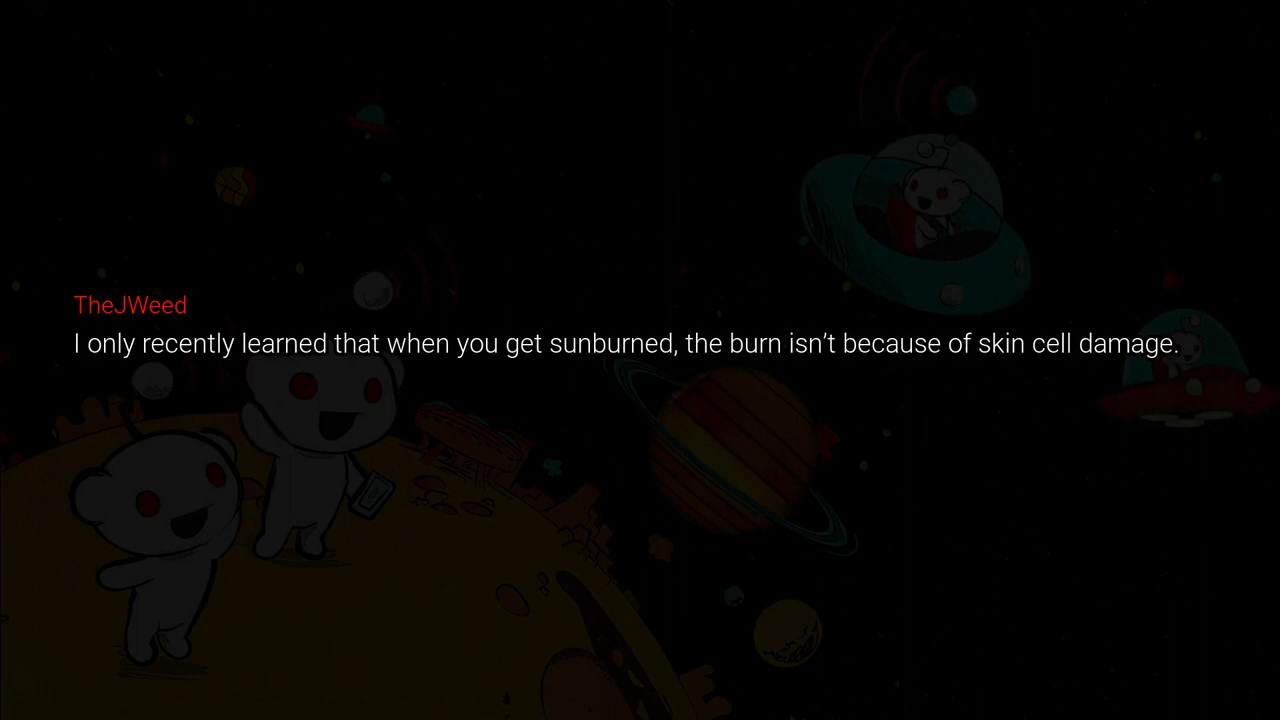 TheJWeed
I only recently learned that when you get sunburned, the burn isn’t because of skin cell damage.